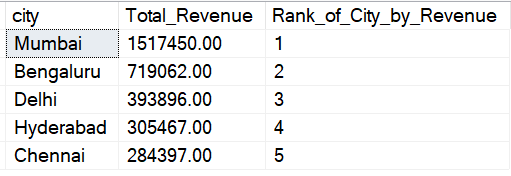 city Total_Revenue Rank_of_City_by_Revenue
Mumbai 1517450.00 1
Bengaluru 719062.00 2
Delhi 393896.00 3
Hyderabad 305467.00 4
Chennai 284397.00 5